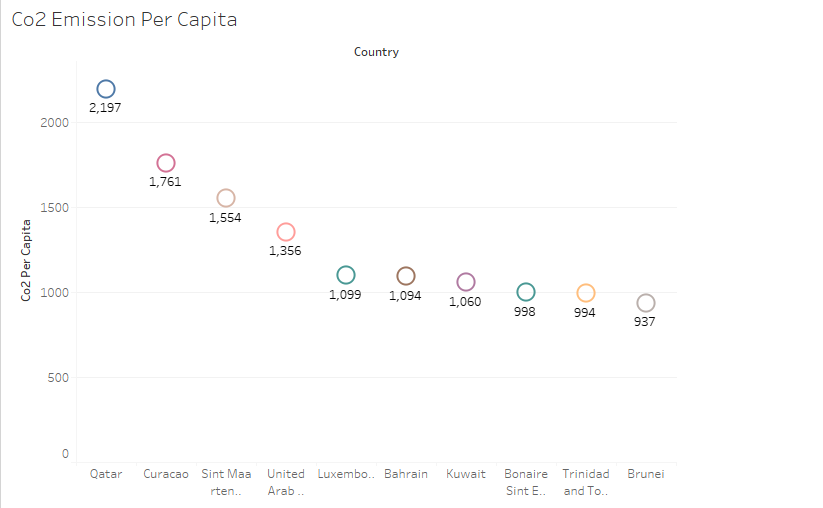 Co2 Emission Per Capita
Country
2,197
2000
1,761
1500
1,554
1,356
Co2 Per Capita
1000
1,099
1,094
1,060
998
994
937
500
0
Qatar
Curacao
Sint Maa
rten..
United
Arab ..
Luxembo..
Bahrain
Kuwait
Bonaire
Sint E..
Trinidad
and To..
Brunei